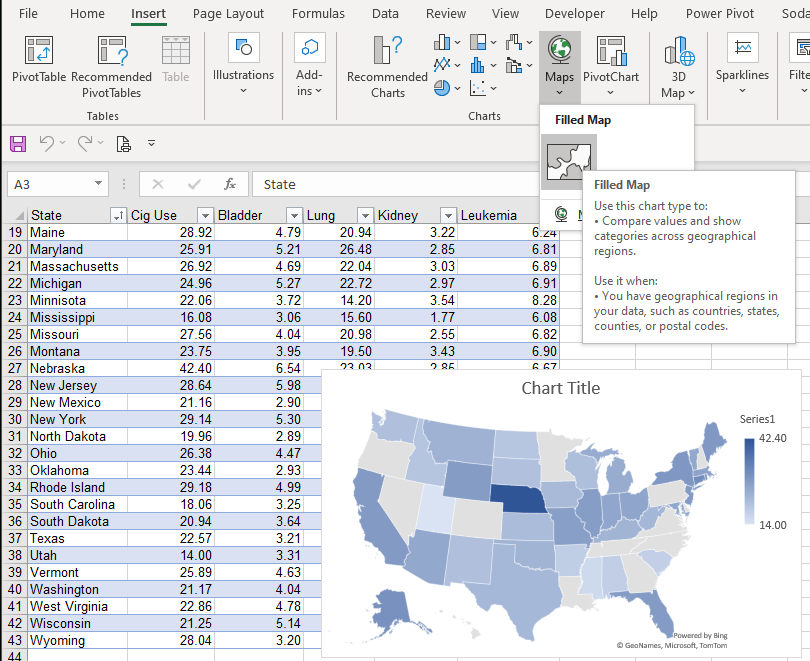 File Home Insert Page Layout Formulas Data Review View Developer Help Power Pivot Soda
PivotTable Recommended PivotTables Table
Illustrations
Add-ins
Recommended Charts
Maps PivotChart
3D Map
Sparklines
Filte
Tables
Charts
Filled Map
A3
fx
State
Filled Map
Use this chart type to:
• Compare values and show
categories across geographical
regions.
Use it when:
• You have geographical regions in
your data, such as countries, states,
counties, or postal codes.
State Cig Use Bladder Lung Kidney Leukemia
19 Maine 28.92 4.79 20.94 3.22 6.24
20 Maryland 25.91 5.21 26.48 2.85 6.81
21 Massachusetts 26.92 4.69 22.04 3.03 6.89
22 Michigan 24.96 5.27 22.72 2.97 6.91
23 Minnisota 22.06 3.72 14.20 3.54 8.28
24 Mississippi 16.08 3.06 15.60 1.77 6.08
25 Missouri 27.56 4.04 20.98 2.55 6.82
26 Montana 23.75 3.95 19.50 3.43 6.90
27 Nebraska 42.40 6.54 23.03 2.85 6.67
28 New Jersey 28.64 5.98
29 New Mexico 21.16 2.90
30 New York 29.14 5.30
31 North Dakota 19.96 2.89
32 Ohio 26.38 4.47
33 Oklahoma 23.44 2.93
34 Rhode Island 29.18 4.99
35 South Carolina 18.06 3.25
36 South Dakota 20.94 3.64
37 Texas 22.57 3.21
38 Utah 14.00 3.31
39 Vermont 25.89 4.63
40 Washington 21.17 4.04
41 West Virginia 22.86 4.78
42 Wisconsin 21.25 5.14
43 Wyoming 28.04 3.20
44
Chart Title
Series1
42.40
14.00
Powered by Bing
© GeoNames, Microsoft, TomTom